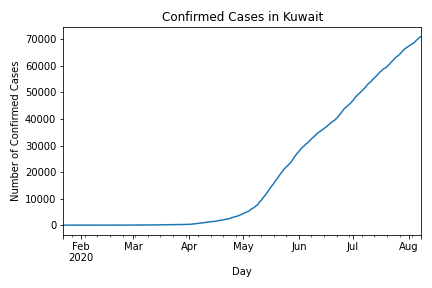 Confirmed Cases in Kuwait
70000
60000
50000
40000
30000
20000
10000
0
Number of Confirmed Cases
Feb Mar Apr May Jun Jul Aug
2020
Day